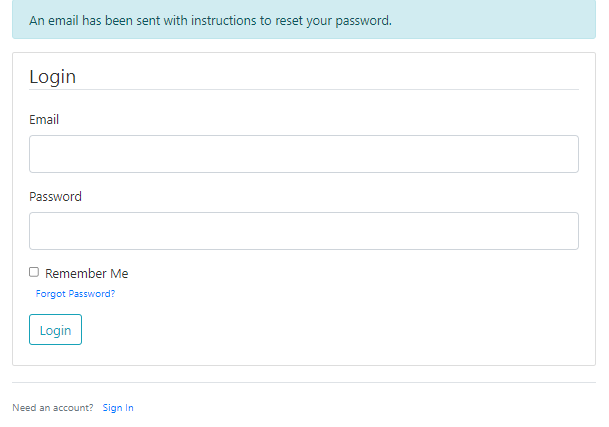 An email has been sent with instructions to reset your password.
Login
Email
Password
Remember Me
Forgot Password?
Login
Need an account? Sign In